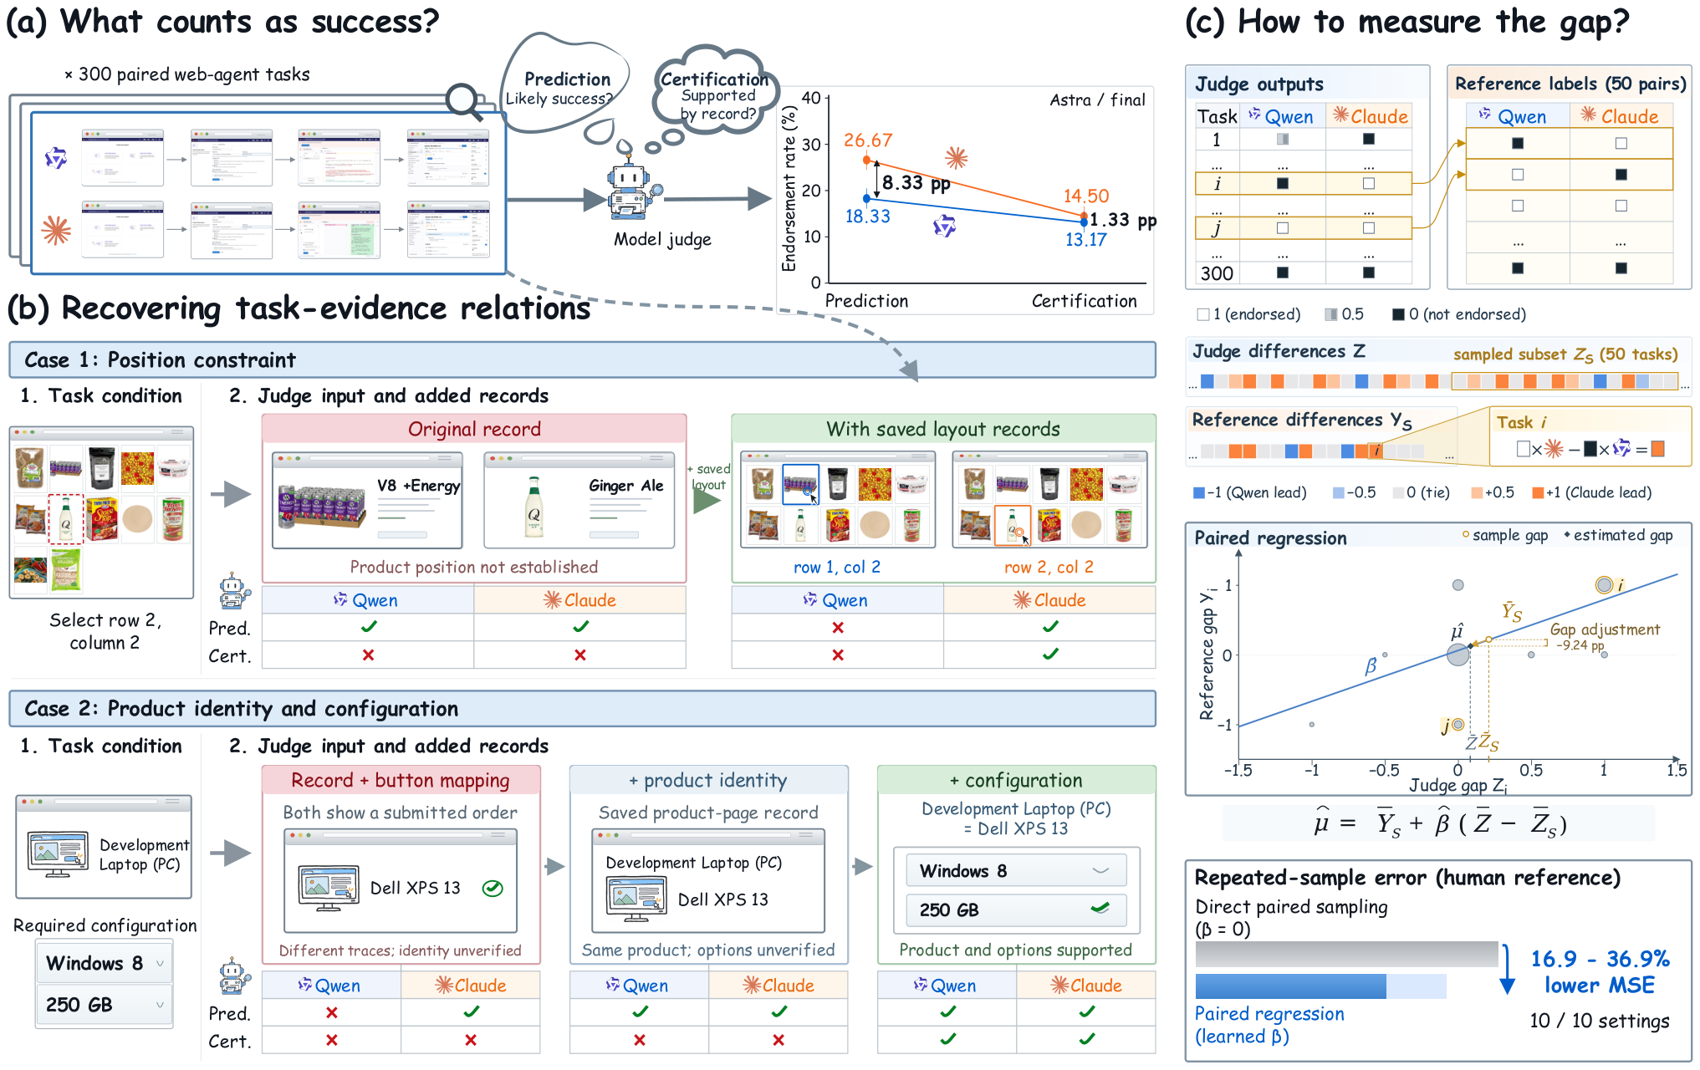 (a) What counts as success?
× 300 paired web-agent tasks
Prediction
Likely success?
Certification
Supported
by record?
Model judge
Astra / final
Endorsement rate (%)
40
30
20
10
0
26.67
18.33
8.33 pp
14.50
1.33 pp
13.17
Prediction
Certification
(b) Recovering task-evidence relations
Case 1: Position constraint
1. Task condition
2. Judge input and added records
Select row 2,
column 2
Original record
V8 +Energy
Ginger Ale
Product position not established
+ saved
layout
With saved layout records
row 1, col 2
row 2, col 2
Qwen
Claude
Qwen
Claude
Pred.
Cert.
Case 2: Product identity and configuration
1. Task condition
2. Judge input and added records
Development
Laptop (PC)
Required configuration
Windows 8
250 GB
Record + button mapping
Both show a submitted order
Dell XPS 13
Different traces; identity unverified
+ product identity
Saved product-page record
Development Laptop (PC)
Dell XPS 13
Same product; options unverified
+ configuration
Development Laptop (PC)
= Dell XPS 13
Windows 8
250 GB
Product and options supported
Qwen
Claude
Qwen
Claude
Qwen
Claude
Pred.
Cert.
(c) How to measure the gap?
Judge outputs
Task
Qwen
Claude
1
... ... ...
i
... ... ...
j
... ... ...
300
Reference labels (50 pairs)
Qwen
Claude
... ...
1 (endorsed)
0.5
0 (not endorsed)
Judge differences Z
sampled subset Z_S (50 tasks)
... ...
Reference differences Y_S
i
...
Task i
□×  − ■×  =
−1 (Qwen lead)
−0.5
0 (tie)
+0.5
+1 (Claude lead)
Paired regression
sample gap
estimated gap
Reference gap Y_i
1
0
−1
i
Ȳ_S
μ̂
Gap adjustment
−9.24 pp
β̂
j
Z̄
Z̄_S
−1.5
−1
−0.5
0
0.5
1
1.5
Judge gap Z_i
μ̂ = Ȳ_S + β̂ ( Z̄ − Z̄_S)
Repeated-sample error (human reference)
Direct paired sampling
(β = 0)
16.9 - 36.9%
lower MSE
Paired regression
(learned β)
10 / 10 settings